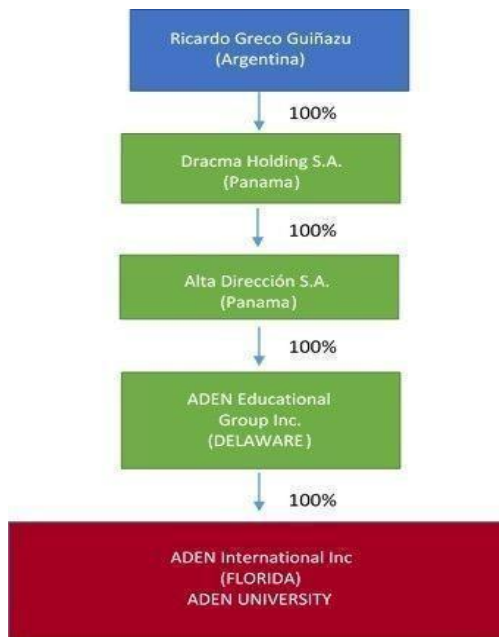 Ricardo Greco Guiñazu
(Argentina)
100%
Dracma Holding S.A.
(Panama)
100%
Alta Dirección S.A.
(Panama)
100%
ADEN Educational
Group Inc.
(DELAWARE)
100%
ADEN International Inc
(FLORIDA)
ADEN UNIVERSITY